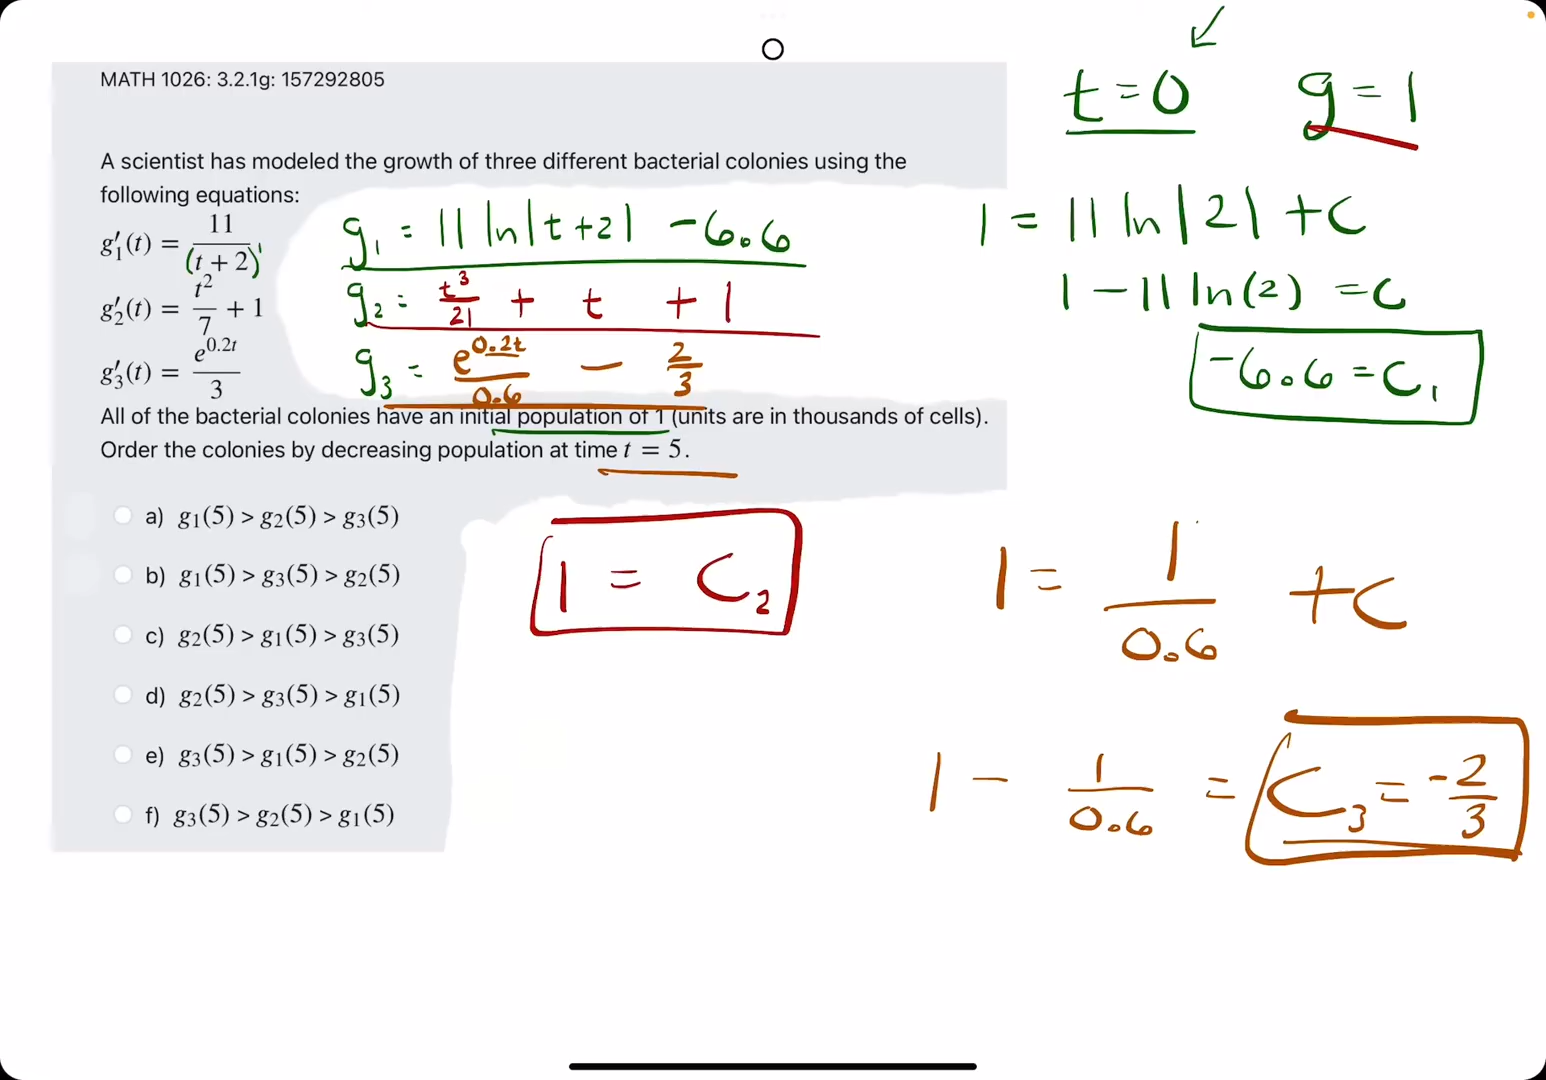 MATH 1026: 3.2.1g: 157292805
t = 0
g = 1
A scientist has modeled the growth of three different bacterial colonies using the
following equations:
g₁′(t) = 11/(t + 2)¹
g₁ = 11 ln|t+2| - 6.6
1 = 11 ln|2| + C
g₂′(t) = t²/7 + 1
g₂ = t³/21 + t + 1
1 - 11 ln(2) = C
g₃′(t) = e^0.2t/3
g₃ = e^0.2t/0.6 - 2/3
-6.6 = C₁
All of the bacterial colonies have an initial population of 1 (units are in thousands of cells).
Order the colonies by decreasing population at time t = 5.
a) g₁(5) > g₂(5) > g₃(5)
b) g₁(5) > g₃(5) > g₂(5)
c) g₂(5) > g₁(5) > g₃(5)
d) g₂(5) > g₃(5) > g₁(5)
e) g₃(5) > g₁(5) > g₂(5)
f) g₃(5) > g₂(5) > g₁(5)
1 = C₂
1 = 1/0.6 + C
1 - 1/0.6 = C₃ = -2/3